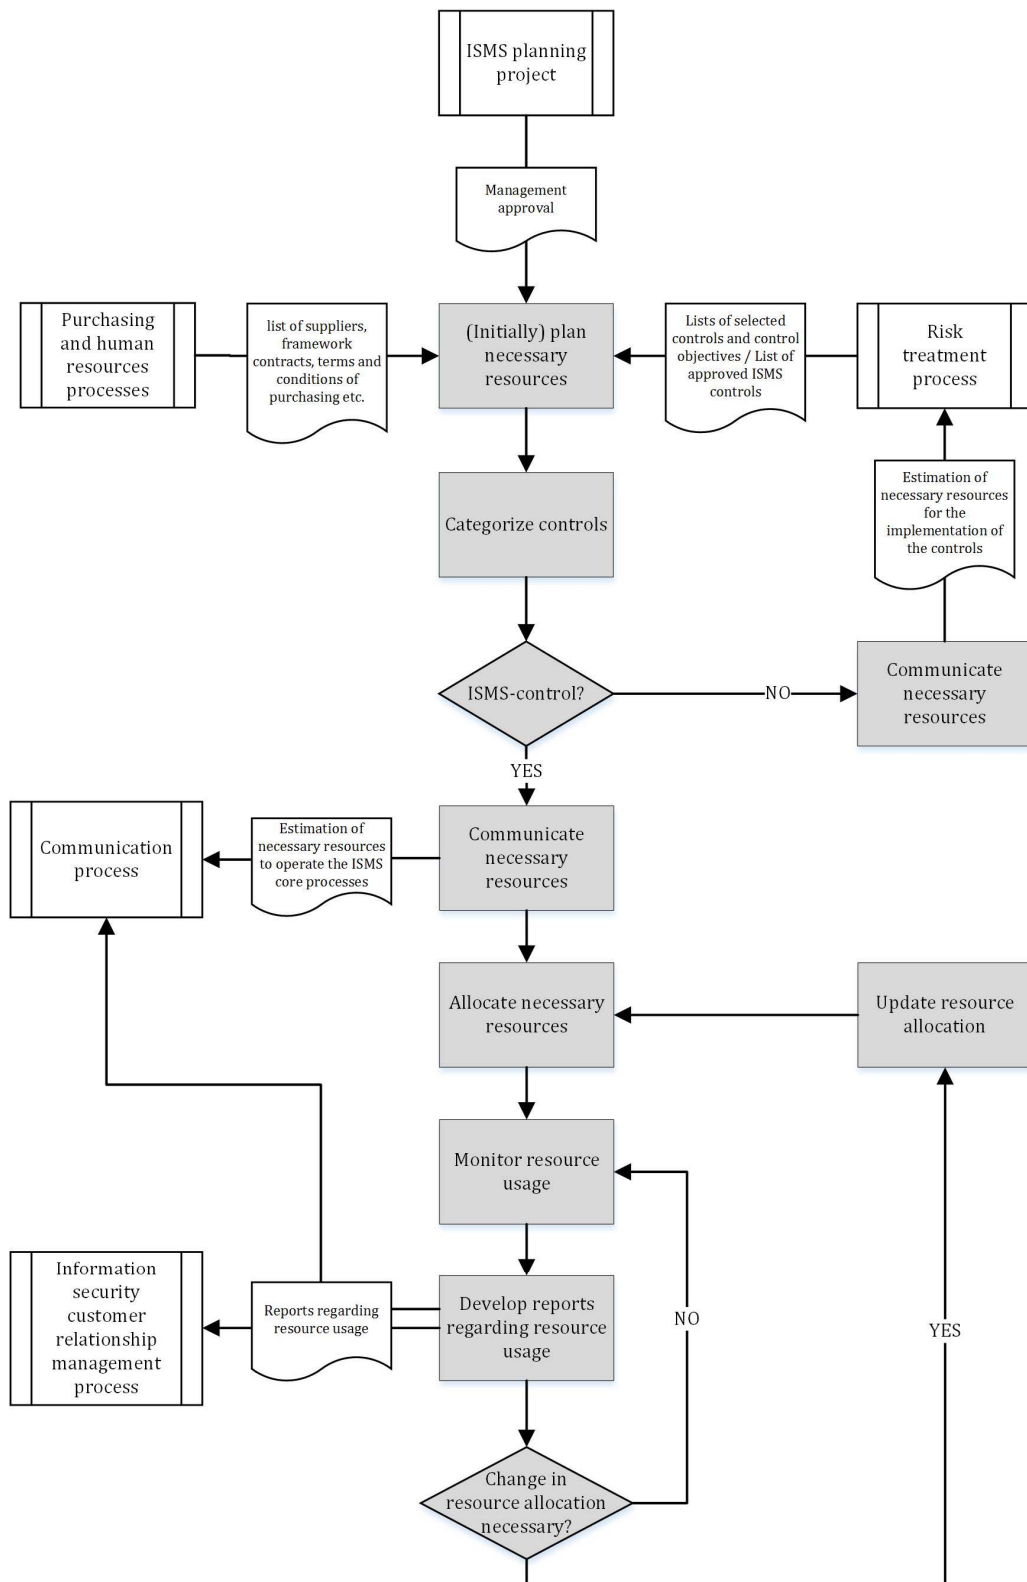 ISMS planning
project
Management
approval
Purchasing
and human
resources
processes
list of suppliers,
framework
contracts, terms and
conditions of
purchasing etc.
(Initially) plan
necessary
resources
Lists of selected
controls and control
objectives / List of
approved ISMS
controls
Risk
treatment
process
Categorize controls
Estimation of
necessary resources
for the
implementation of
the controls
ISMS-control?
NO
Communicate
necessary
resources
YES
Communication
process
Estimation of
necessary resources
to operate the ISMS
core processes
Communicate
necessary
resources
Allocate necessary
resources
Update resource
allocation
Monitor resource
usage
Information
security
customer
relationship
management
process
Reports regarding
resource usage
Develop reports
regarding resource
usage
NO
YES
Change in
resource allocation
necessary?